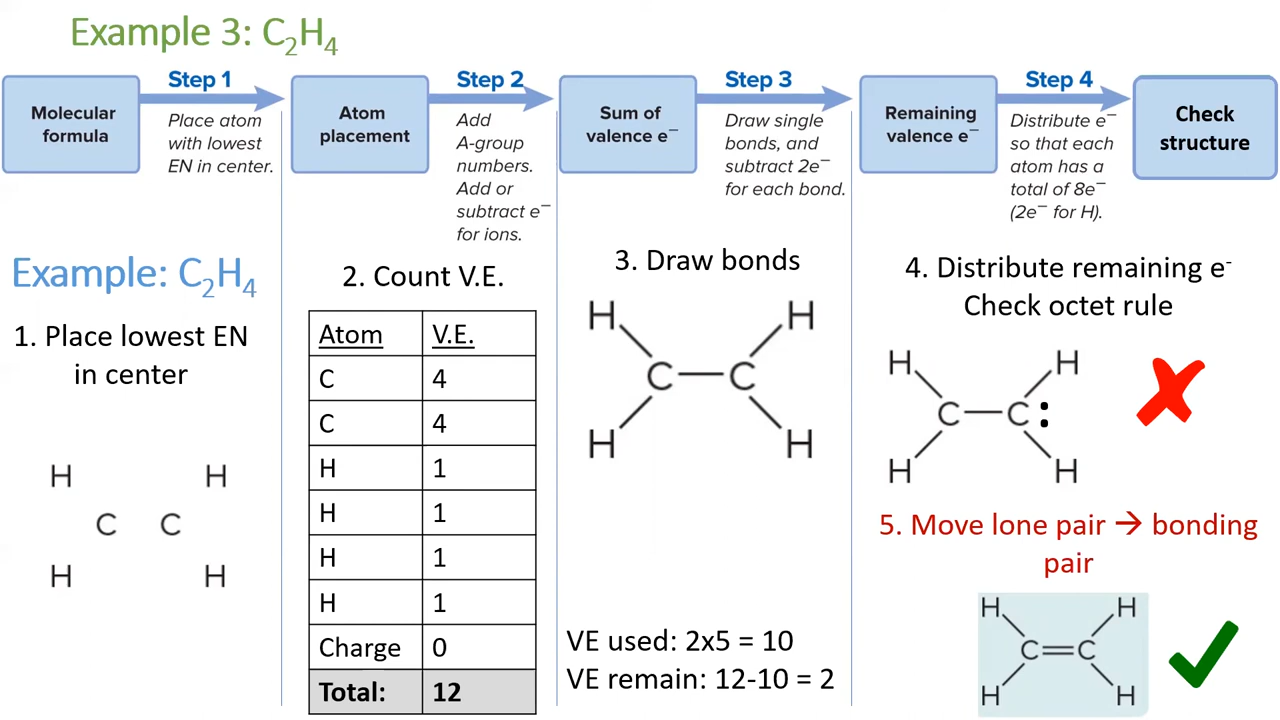 Example 3: C₂H₄
Molecular
formula
Step 1
Place atom
with lowest
EN in center.
Atom
placement
Step 2
Add
A-group
numbers.
Add or
subtract e⁻
for ions.
Sum of
valence e⁻
Step 3
Draw single
bonds, and
subtract 2e⁻
for each bond.
Remaining
valence e⁻
Step 4
Distribute e⁻
so that each
atom has a
total of 8e⁻
(2e⁻ for H).
Check
structure
Example: C₂H₄
1. Place lowest EN
in center
H H
C C
H H
2. Count V.E.
Atom V.E.
C 4
C 4
H 1
H 1
H 1
H 1
Charge 0
Total: 12
3. Draw bonds
H H
C C
H H
VE used: 2x5 = 10
VE remain: 12-10 = 2
4. Distribute remaining e⁻
Check octet rule
H H
C C:
H H
5. Move lone pair → bonding
pair
H H
C C
H H